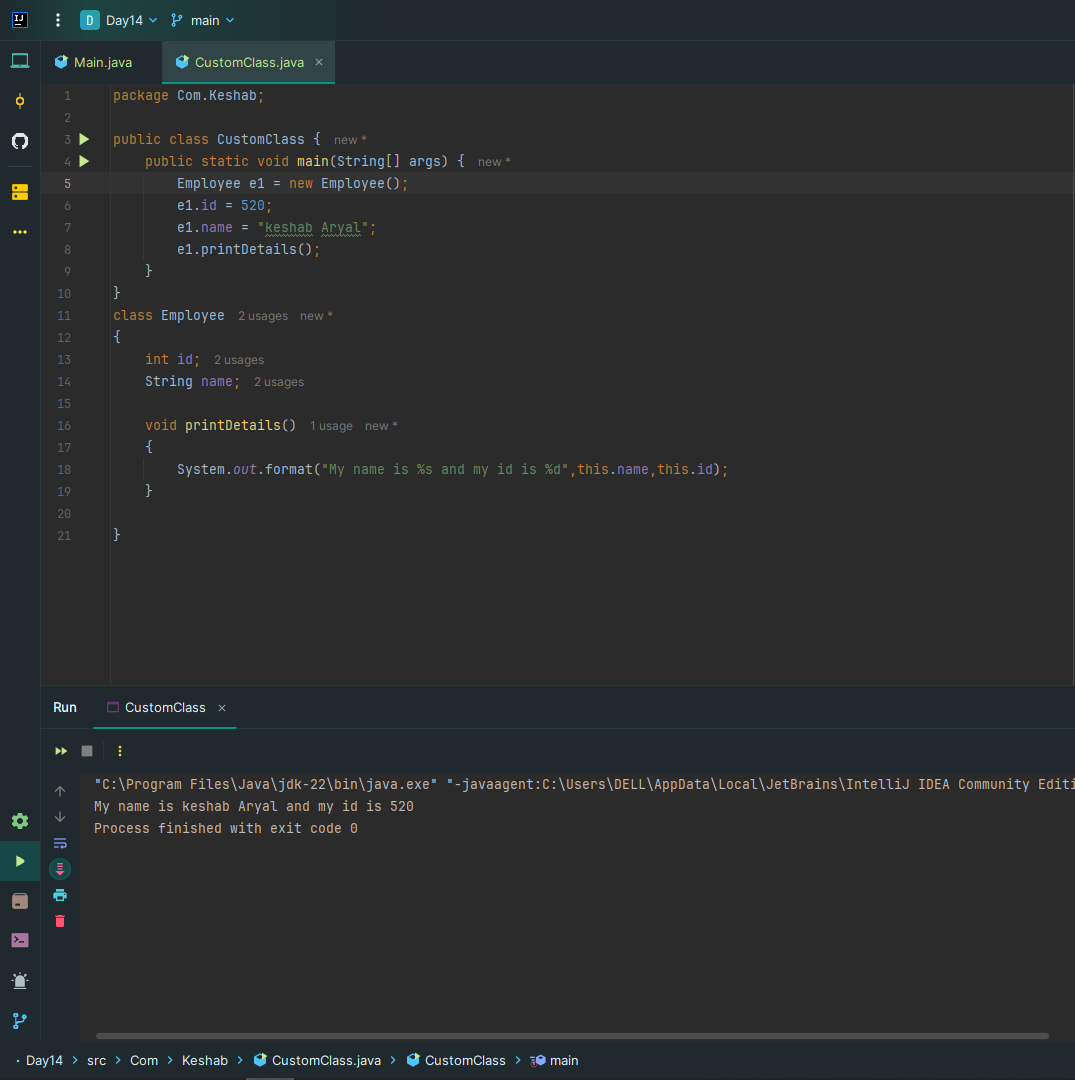 IJ D Day14 main
Main.java CustomClass.java
1 package Com.Keshab;
2
3 public class CustomClass { new *
4 public static void main(String[] args) { new *
5 Employee e1 = new Employee();
6 e1.id = 520;
7 e1.name = "keshab Aryal";
8 e1.printDetails();
9 }
10 }
11 class Employee 2 usages new *
12 {
13 int id; 2 usages
14 String name; 2 usages
15
16 void printDetails() 1 usage new *
17 {
18 System.out.format("My name is %s and my id is %d",this.name,this.id);
19 }
20
21 }
Run CustomClass
"C:\Program Files\Java\jdk-22\bin\java.exe" "-javaagent:C:\Users\DELL\AppData\Local\JetBrains\IntelliJ IDEA Community Editi
My name is keshab Aryal and my id is 520
Process finished with exit code 0
Day14 > src > Com > Keshab > CustomClass.java > CustomClass > main